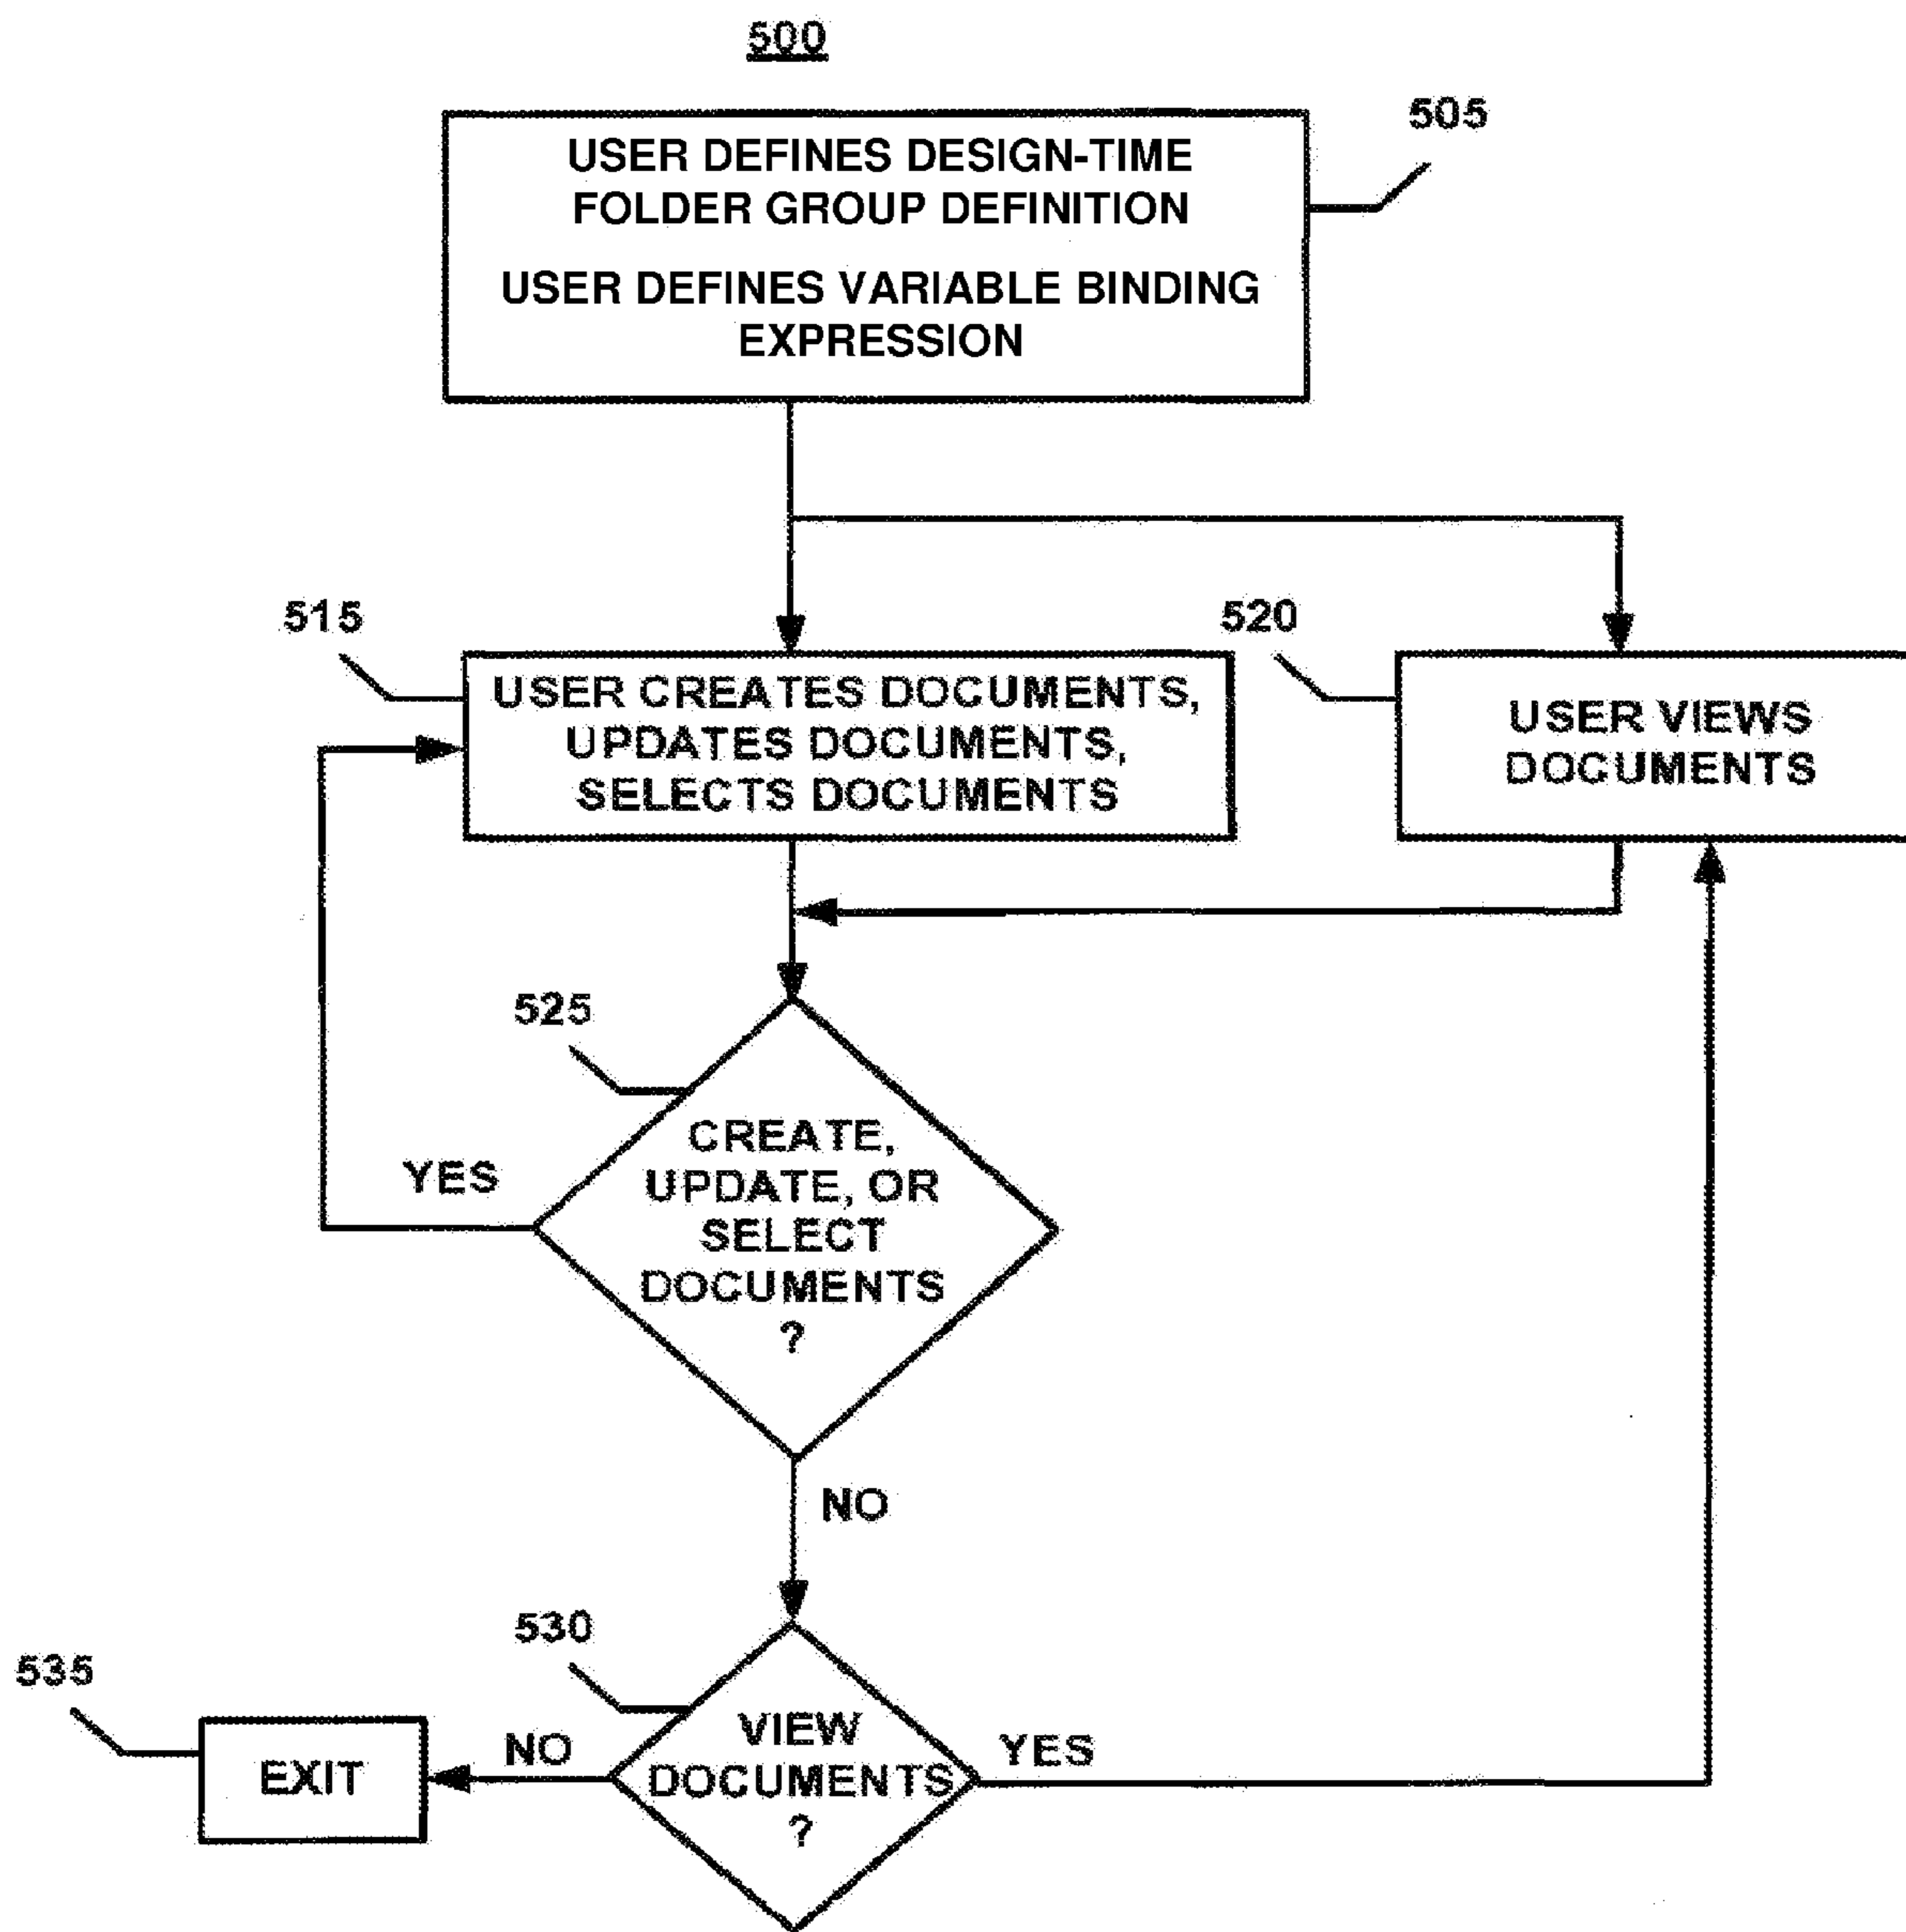 500
505
USER DEFINES DESIGN-TIME
FOLDER GROUP DEFINITION
USER DEFINES VARIABLE BINDING
EXPRESSION
515
USER CREATES DOCUMENTS,
UPDATES DOCUMENTS,
SELECTS DOCUMENTS
520
USER VIEWS
DOCUMENTS
525
CREATE,
UPDATE, OR
SELECT
DOCUMENTS
?
YES
NO
530
VIEW
DOCUMENTS
?
NO
YES
535
EXIT